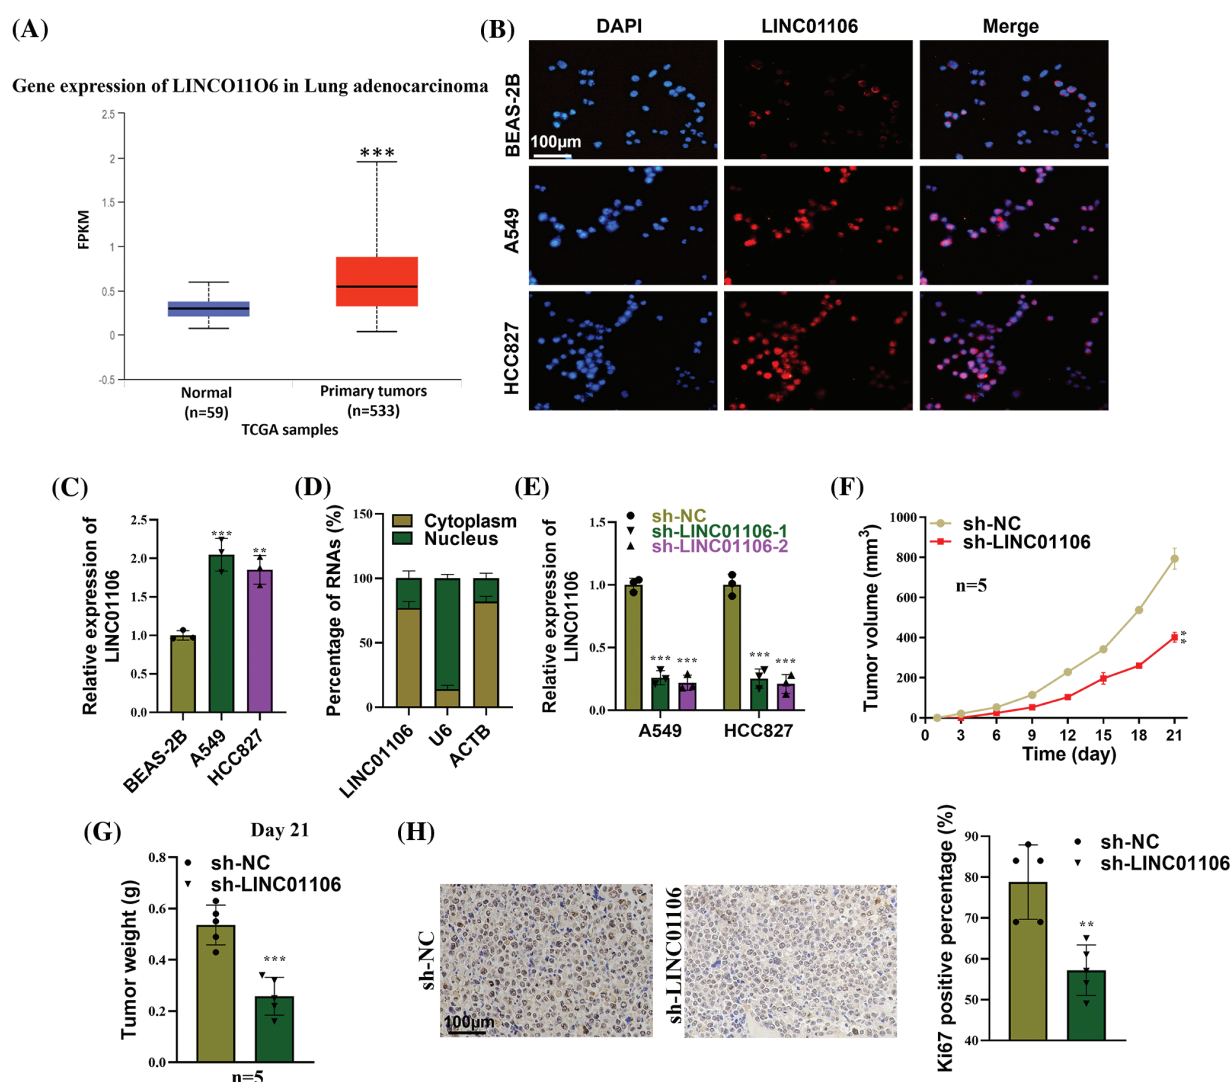 (A)
Gene expression of LINCO11O6 in Lung adenocarcinoma
2.5
2
1.5
1
0.5
0
-0.5
FPKM
***
Normal
(n=59)
Primary tumors
(n=533)
TCGA samples
(B)
DAPI
LINC01106
Merge
BEAS-2B
100μm
A549
HCC827
(C)
Relative expression of
LINC01106
2.5
2.0
1.5
1.0
0.5
0.0
***
**
BEAS-2B
A549
HCC827
(D)
Percentage of RNAs (%)
150
100
50
0
Cytoplasm
Nucleus
LINC01106
U6
ACTB
(E)
Relative expression of
LINC01106
1.5
1.0
0.5
0.0
sh-NC
sh-LINC01106-1
sh-LINC01106-2
***
***
***
***
A549
HCC827
(F)
Tumor volume (mm3)
1000
800
600
400
200
0
sh-NC
sh-LINC01106
n=5
**
0 3 6 9 12 15 18 21
Time (day)
(G)
Day 21
Tumor weight (g)
0.8
0.6
0.4
0.2
0.0
sh-NC
sh-LINC01106
***
n=5
(H)
sh-NC
100μm
sh-LINC01106
Ki67 positive percentage (%)
90
80
70
60
50
40
sh-NC
sh-LINC01106
**